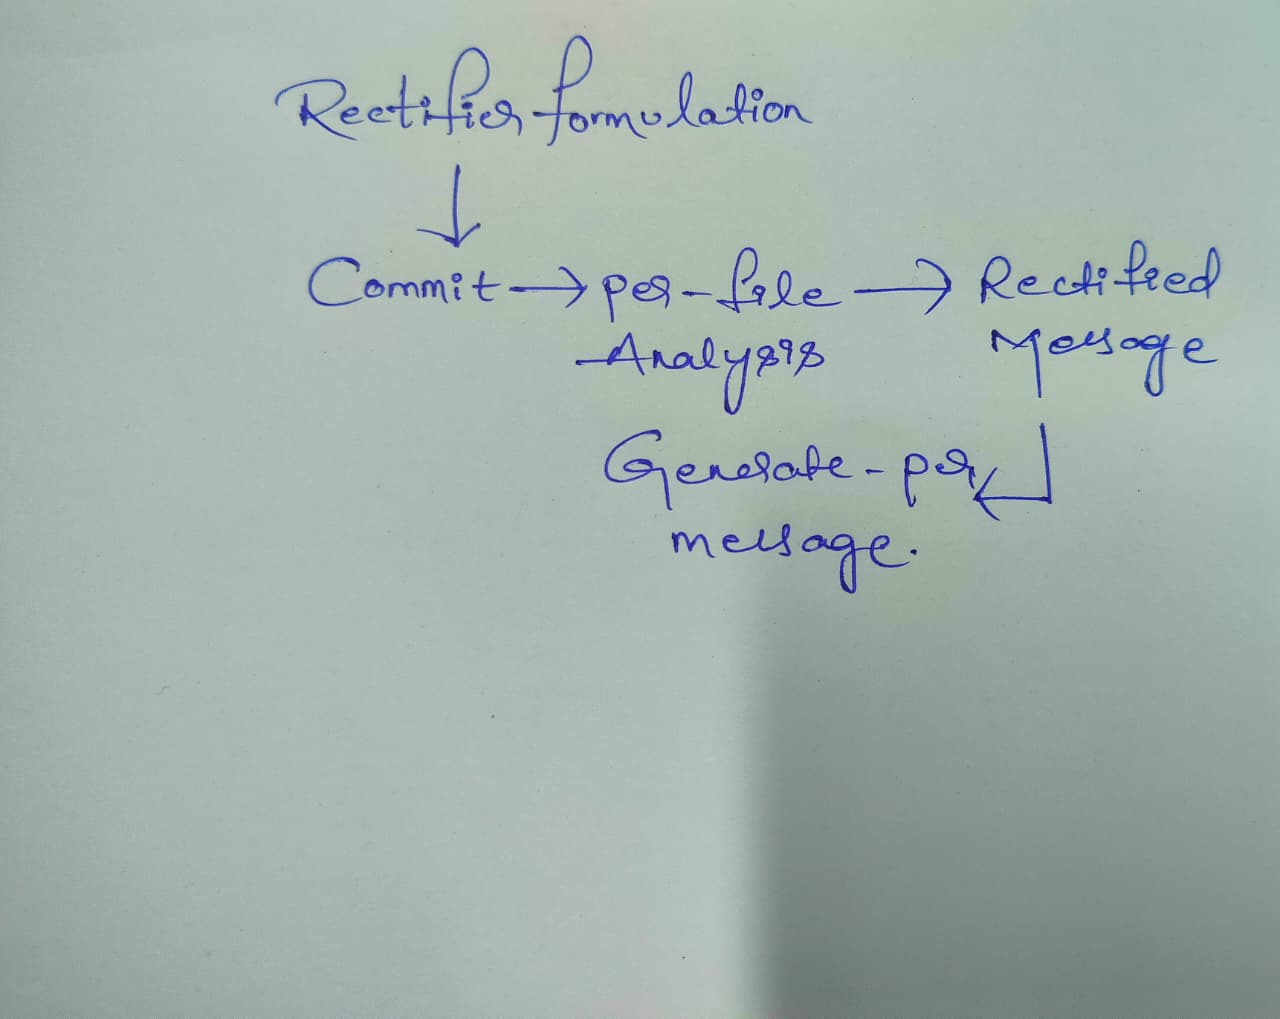 Rectifier formulation
Commit → per-file → Rectified
Analysis Message
Generate-per
message.